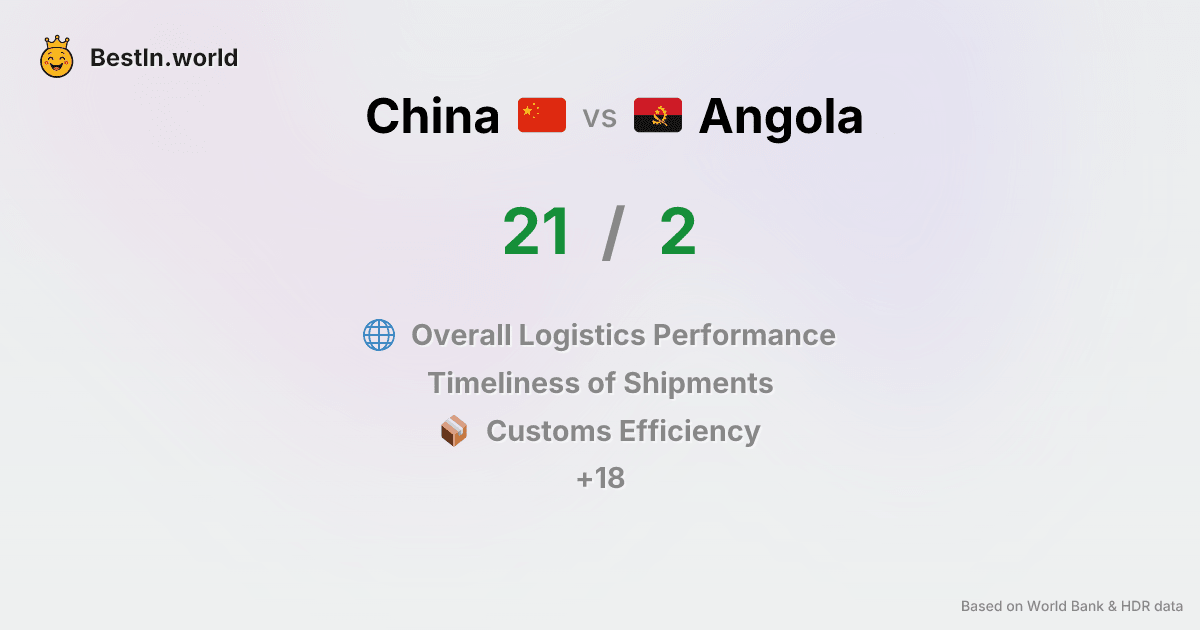 BestIn.world
China vs Angola
21 / 2
Overall Logistics Performance
Timeliness of Shipments
Customs Efficiency
+18
Based on World Bank & HDR data